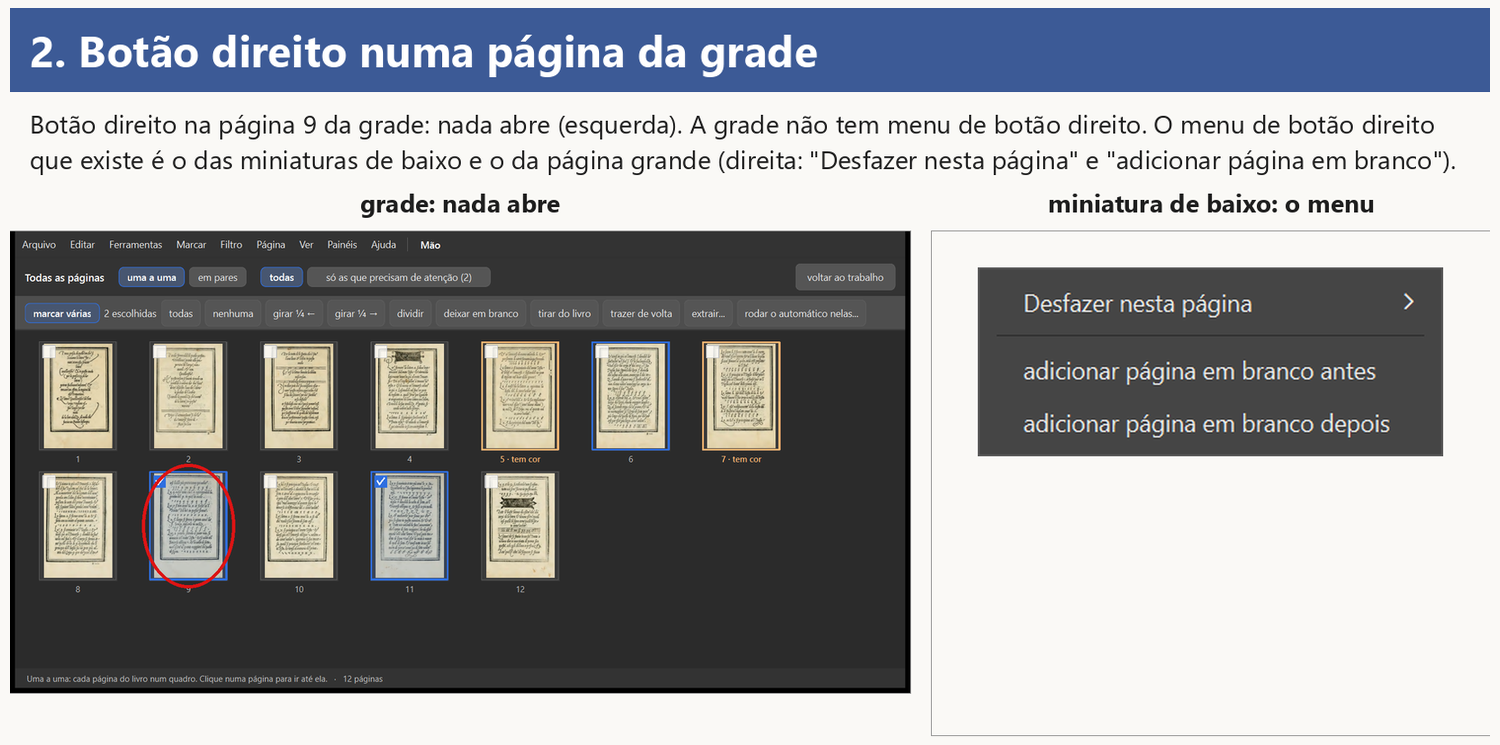 2. Botão direito numa página da grade
Botão direito na página 9 da grade: nada abre (esquerda). A grade não tem menu de botão direito. O menu de botão direito
que existe é o das miniaturas de baixo e o da página grande (direita: "Desfazer nesta página" e "adicionar página em branco").
grade: nada abre
Arquivo Editar Ferramentas Marcar Filtro Página Ver Painéis Ajuda Mão
Todas as páginas uma a uma em pares todas só as que precisam de atenção (2) voltar ao trabalho
marcar várias 2 escolhidas todas nenhuma girar ¼ ← girar ¼ → dividir deixar em branco tirar do livro trazer de volta extrair... rodar o automático nelas...
1 2 3 4 5 · tem cor 6 7 · tem cor
8 9 10 11 12
Uma a uma: cada página do livro num quadro. Clique numa página para ir até ela. · 12 páginas
miniatura de baixo: o menu
Desfazer nesta página
adicionar página em branco antes
adicionar página em branco depois